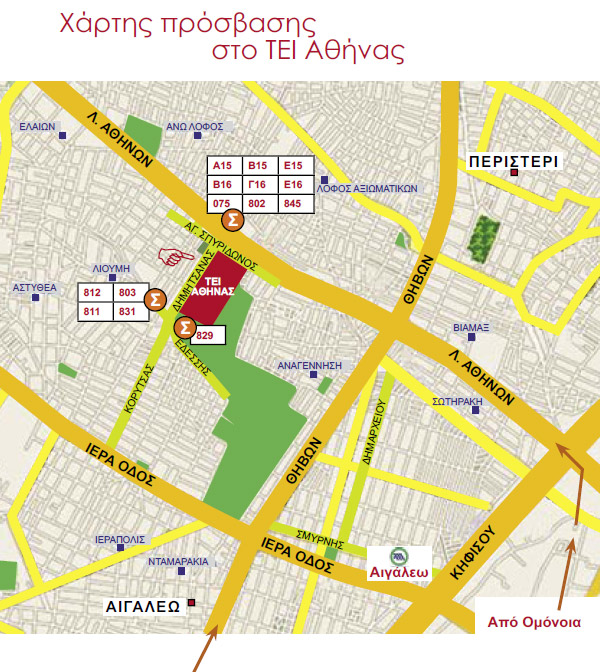 Χάρτης πρόσβασης
στο ΤΕΙ Αθήνας
ΕΛΑΙΩΝ
Λ. ΑΘΗΝΩΝ
ΑΝΩ ΛΟΦΟΣ
ΠΕΡΙΣΤΕΡΙ
Α15 Β15 Ε15
Β16 Γ16 Ε16
075 802 845
ΛΟΦΟΣ ΑΞΙΩΜΑΤΙΚΩΝ
Σ
ΑΓ. ΣΠΥΡΙΔΩΝΟΣ
ΛΙΟΥΜΗ
ΔΗΜΗΤΣΑΝΑΣ
ΤΕΙ
ΑΘΗΝΑΣ
ΘΗΒΩΝ
ΑΣΤΥΘΕΑ
812 803
811 831
Σ
Σ
829
ΒΙΑΜΑΞ
ΕΔΕΣΣΗΣ
ΑΝΑΓΕΝΝΗΣΗ
Λ. ΑΘΗΝΩΝ
ΚΟΡΥΤΣΑΣ
ΣΩΤΗΡΑΚΗ
ΔΗΜΑΡΧΕΙΟΥ
ΘΗΒΩΝ
ΙΕΡΑ ΟΔΟΣ
ΙΕΡΑΠΟΛΙΣ
ΣΜΥΡΝΗΣ
ΙΕΡΑ ΟΔΟΣ
ΚΗΦΙΣΟΥ
ΝΤΑΜΑΡΑΚΙΑ
Αιγάλεω
ΑΙΓΑΛΕΩ
Από Ομόνοια